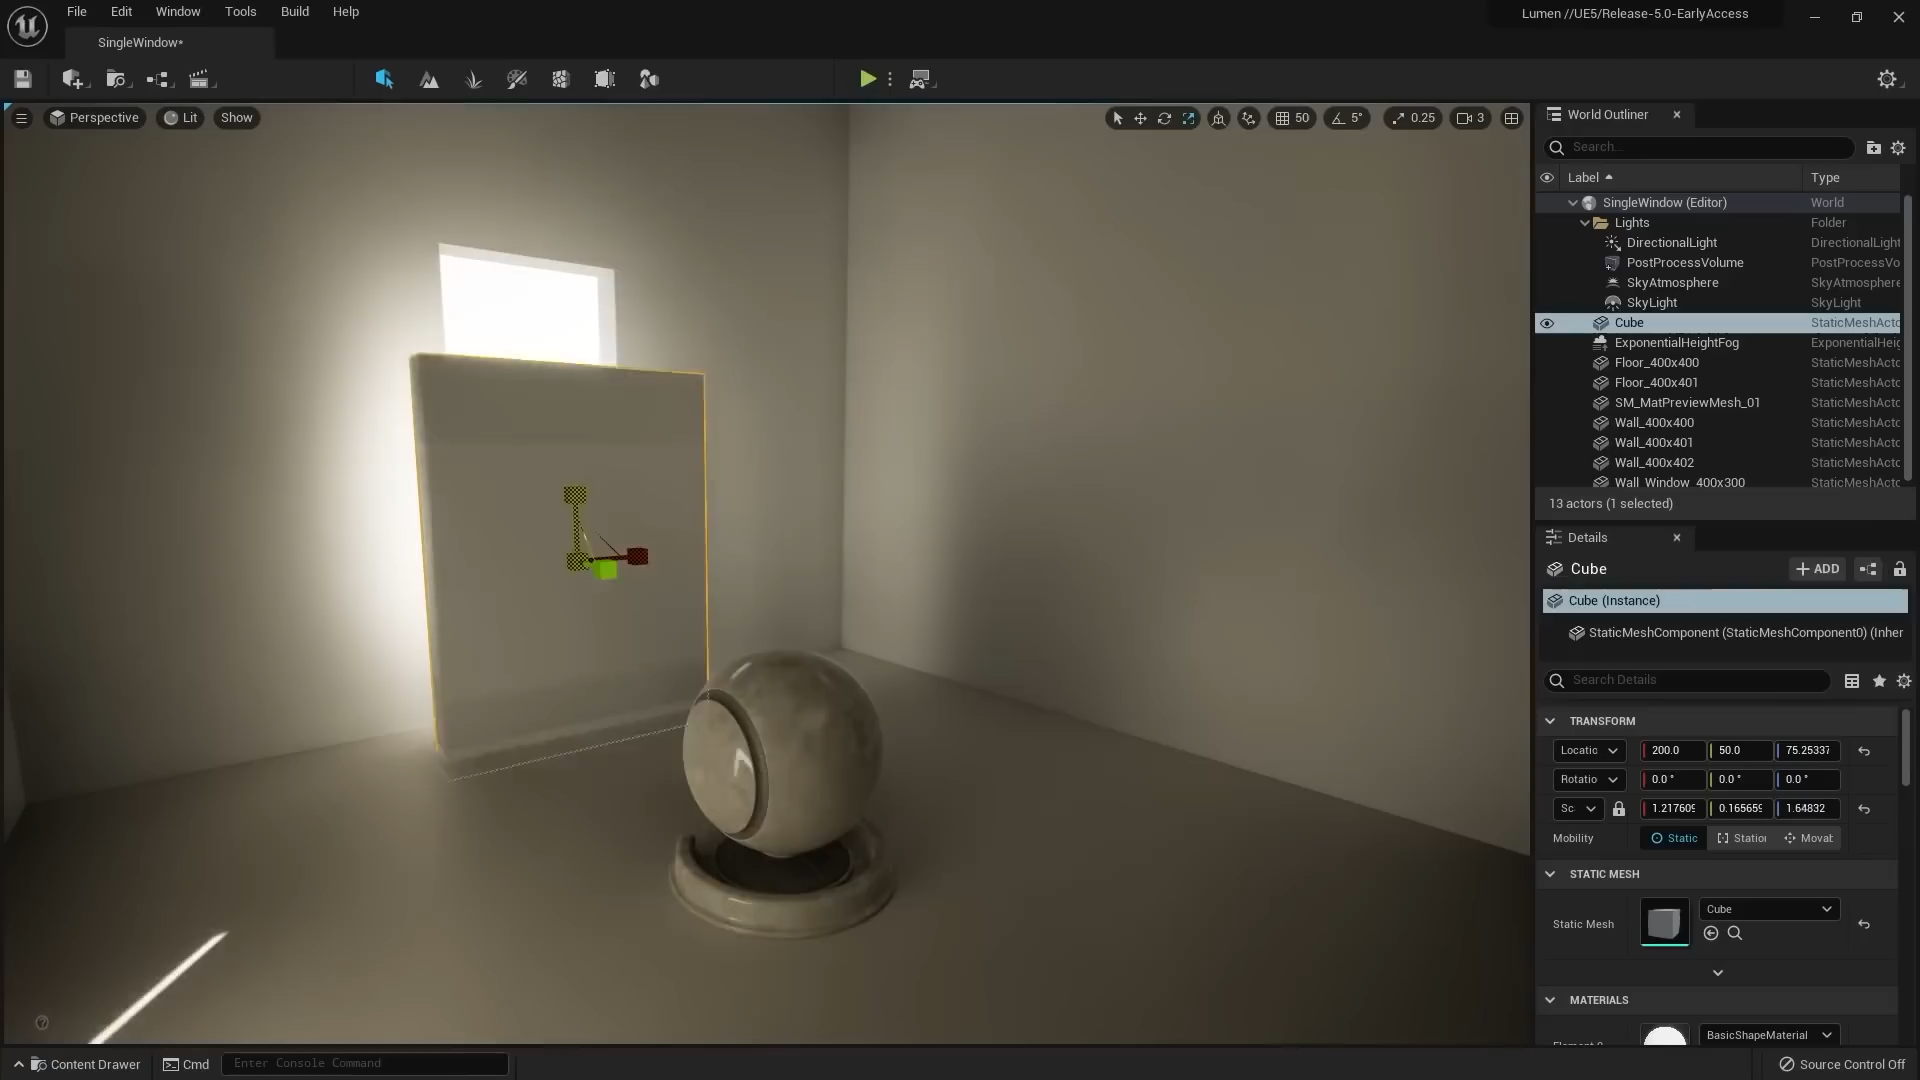 File Edit Window Tools Build Help
Lumen //UE5/Release-5.0-EarlyAccess
SingleWindow*
Perspective Lit Show
50 5° 0.25 3
World Outliner
Search...
Label Type
SingleWindow (Editor) World
Lights Folder
DirectionalLight DirectionalLight
PostProcessVolume PostProcessVo
SkyAtmosphere SkyAtmosphere
SkyLight SkyLight
Cube StaticMeshActo
ExponentialHeightFog ExponentialHeig
Floor_400x400 StaticMeshActo
Floor_400x401 StaticMeshActo
SM_MatPreviewMesh_01 StaticMeshActo
Wall_400x400 StaticMeshActo
Wall_400x401 StaticMeshActo
Wall_400x402 StaticMeshActo
Wall_Window_400x300 StaticMeshActo
13 actors (1 selected)
Details
Cube
+ ADD
Cube (Instance)
StaticMeshComponent (StaticMeshComponent0) (Inher
Search Details
TRANSFORM
Locatic 200.0 50.0 75.25337
Rotatio 0.0 ° 0.0 ° 0.0 °
Sc 1.217609 0.165659 1.64832
Mobility Static Station Movab
STATIC MESH
Static Mesh Cube
MATERIALS
BasicShapeMaterial
Content Drawer Cmd Enter Console Command
Source Control Off